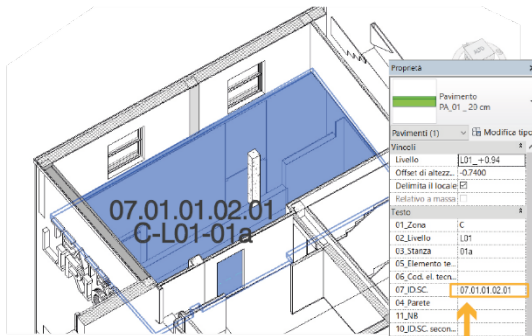 07.01.01.02.01
C-L01-01a
Proprietà
Pavimento
PA_01 _ 29 cm
Pavimenti (1)
Modifica tipo
Vincoli
Livello L01_+0.94
Offset di altezz... -0.7400
Delimita il locale
Relativo a massa
Testo
01_Zona C
02_Livello L01
03_Stanza 01a
05_Elemento te...
06_Cod. el. tecn...
07_ID.SC. 07.01.01.02.01
04_Parete
11_NB
10_ID.SC. secon...